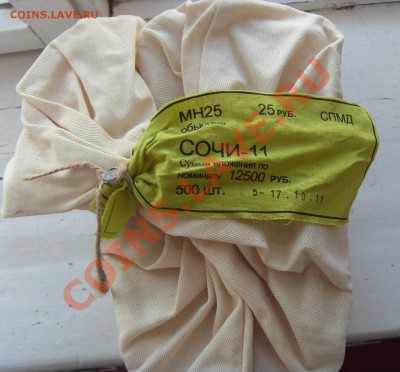 COINS.LAVE.RU
МН25 25 РУБ. СПМД
СОЧИ-11
Сумма вложения по
номиналу 12500 РУБ.
500 ШТ. 5-17.10.11
COINS.LAVE.RU